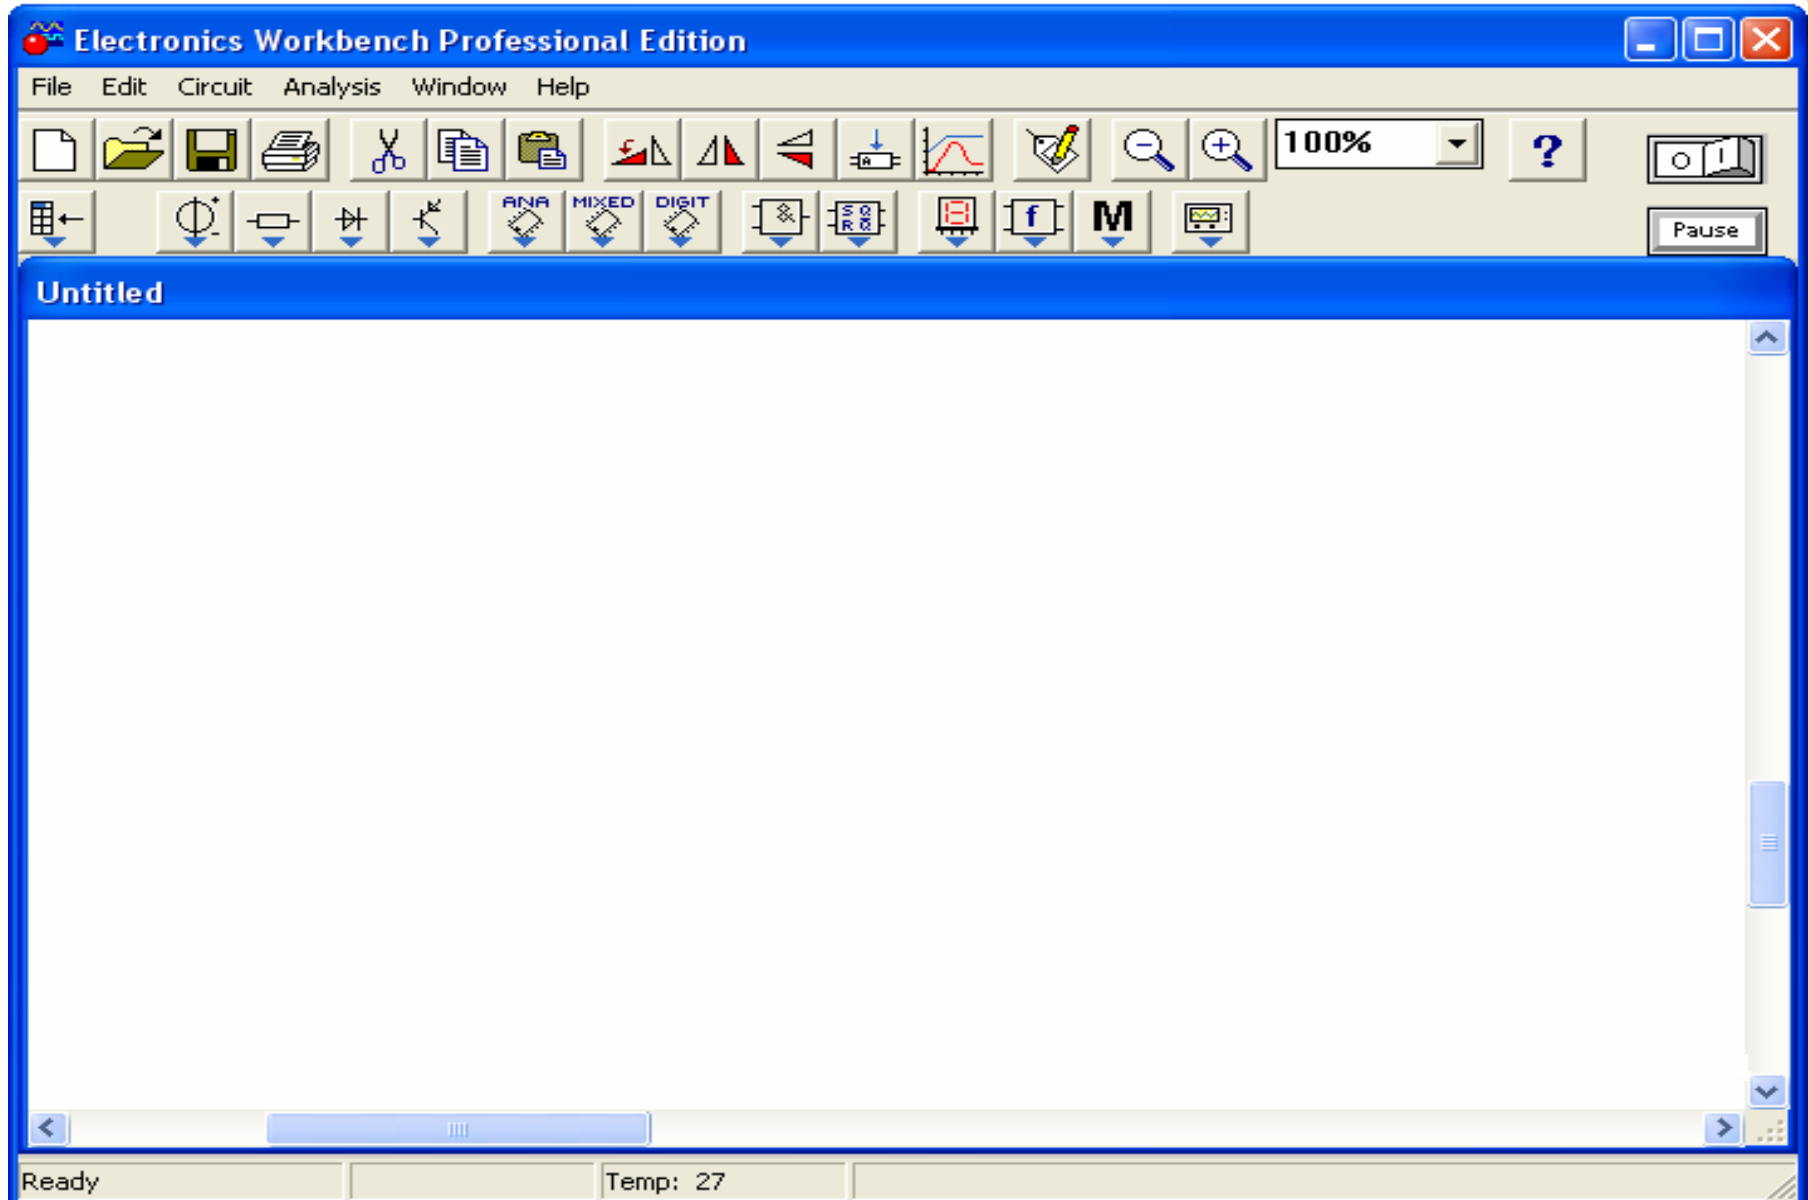 Electronics Workbench Professional Edition
File Edit Circuit Analysis Window Help
100% ?
ANA MIXED DIGIT & S Q f M
R Q
Pause
Untitled
Ready Temp: 27